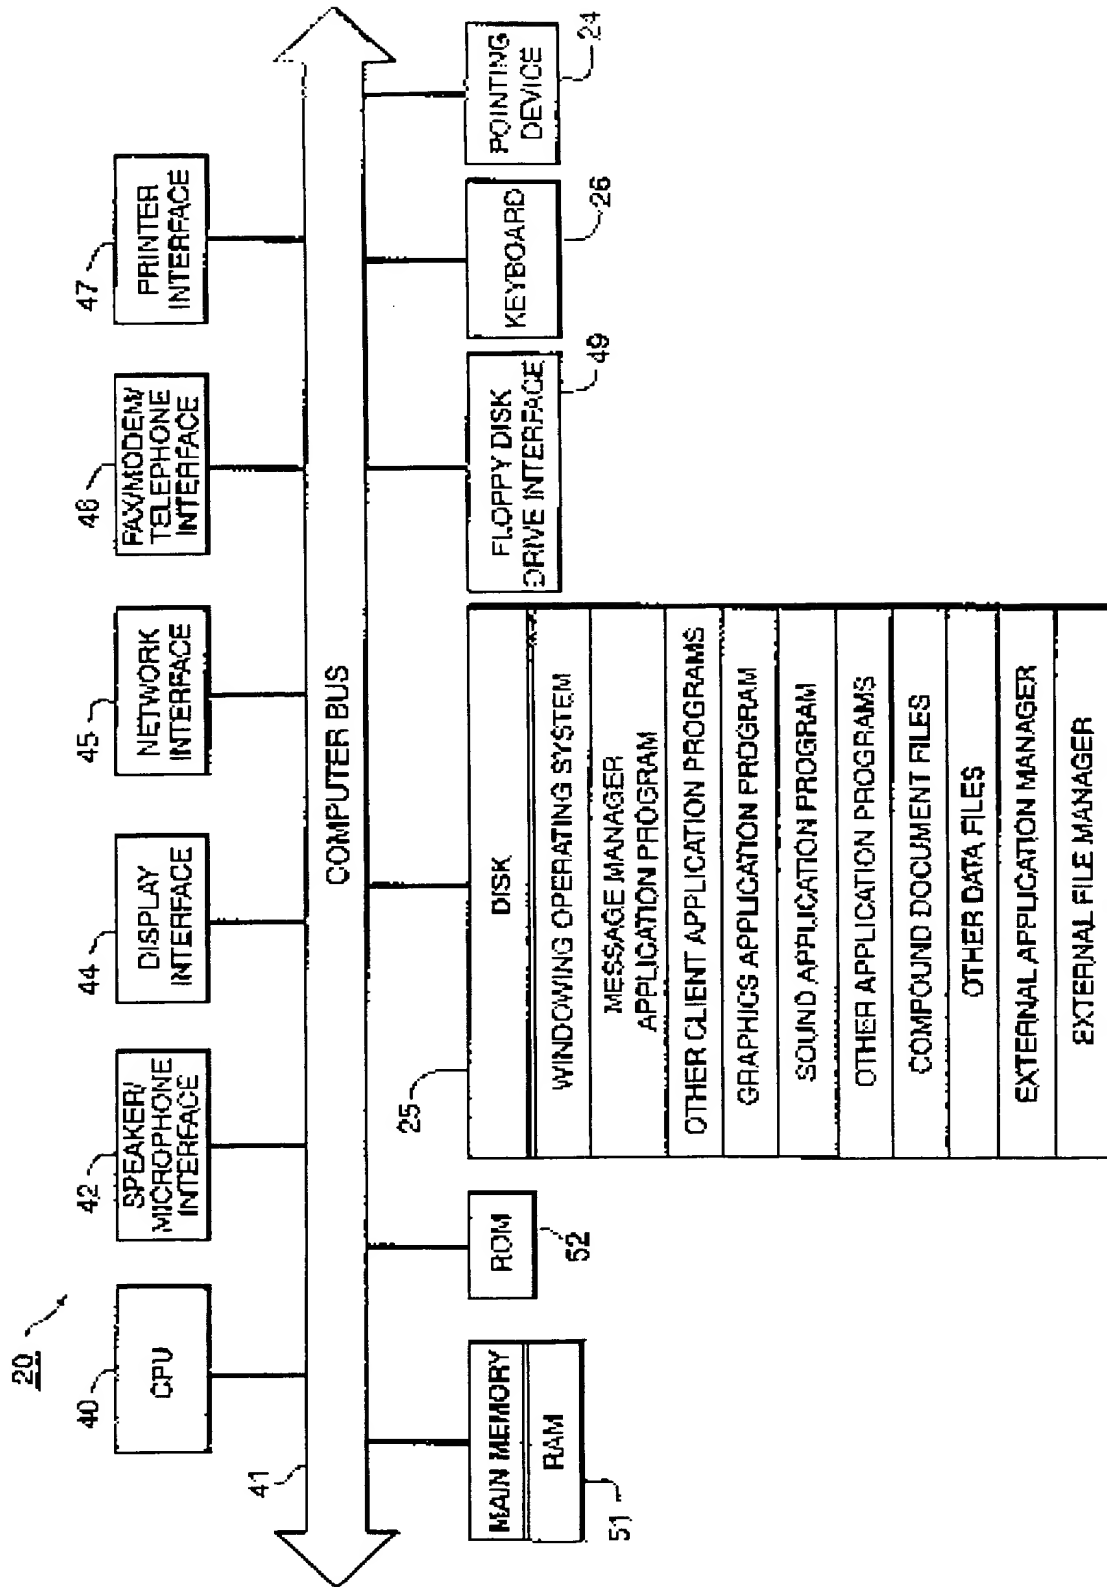 20
40
CPU
42
SPEAKER/
MICROPHONE
INTERFACE
44
DISPLAY
INTERFACE
45
NETWORK
INTERFACE
46
FAX/MODEM/
TELEPHONE
INTERFACE
47
PRINTER
INTERFACE
41
COMPUTER BUS
MAIN MEMORY
RAM
51
ROM
52
25
DISK
WINDOWING OPERATING SYSTEM
MESSAGE MANAGER
APPLICATION PROGRAM
OTHER CLIENT APPLICATION PROGRAMS
GRAPHICS APPLICATION PROGRAM
SOUND APPLICATION PROGRAM
OTHER APPLICATION PROGRAMS
COMPOUND DOCUMENT FILES
OTHER DATA FILES
EXTERNAL APPLICATION MANAGER
EXTERNAL FILE MANAGER
FLOPPY DISK
DRIVE INTERFACE
49
KEYBOARD
26
POINTING
DEVICE
24